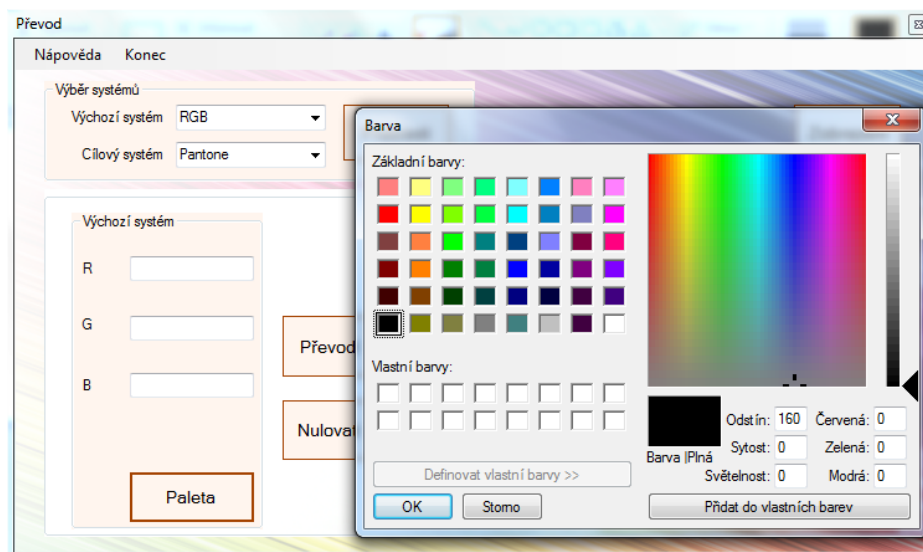 Převod
Nápověda Konec
Výběr systémů
Výchozí systém RGB
Cílový systém Pantone
Výchozí systém
R
G
B
Paleta
Převod
Nulovat
Barva
Základní barvy:
Vlastní barvy:
Definovat vlastní barvy >>
OK Storno
Barva |Plná
Odstín: 160 Červená: 0
Sytost: 0 Zelená: 0
Světelnost: 0 Modrá: 0
Přidat do vlastních barev